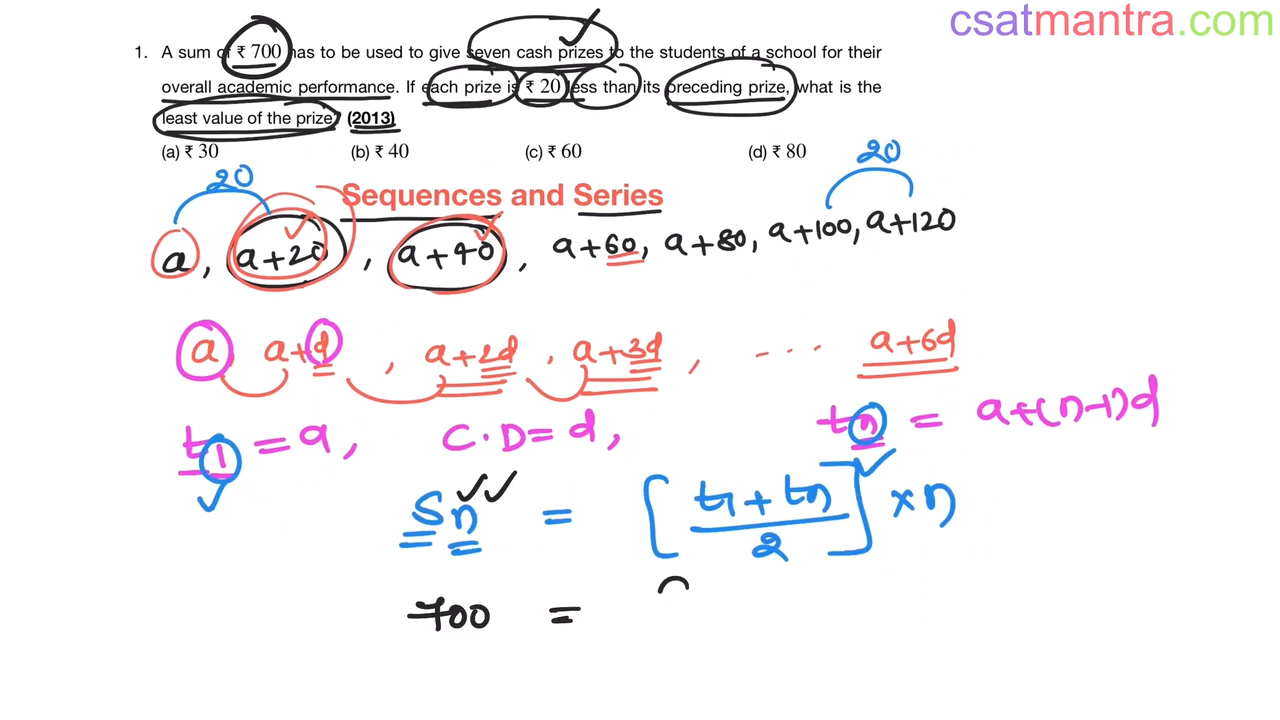 csatmantra.com
1. A sum of ₹ 700 has to be used to give seven cash prizes to the students of a school for their
overall academic performance. If each prize is ₹ 20 less than its preceding prize, what is the
least value of the prize? (2013)
(a) ₹ 30 (b) ₹ 40 (c) ₹ 60 (d) ₹ 80
20 20
Sequences and Series
a, a+20, a+40, a+60, a+80, a+100, a+120
a a+d, a+2d, a+3d, ... a+6d
t1 = a, C.D = d, tn = a+(n-1)d
Sn = [t1 + tn / 2] × n
700 =